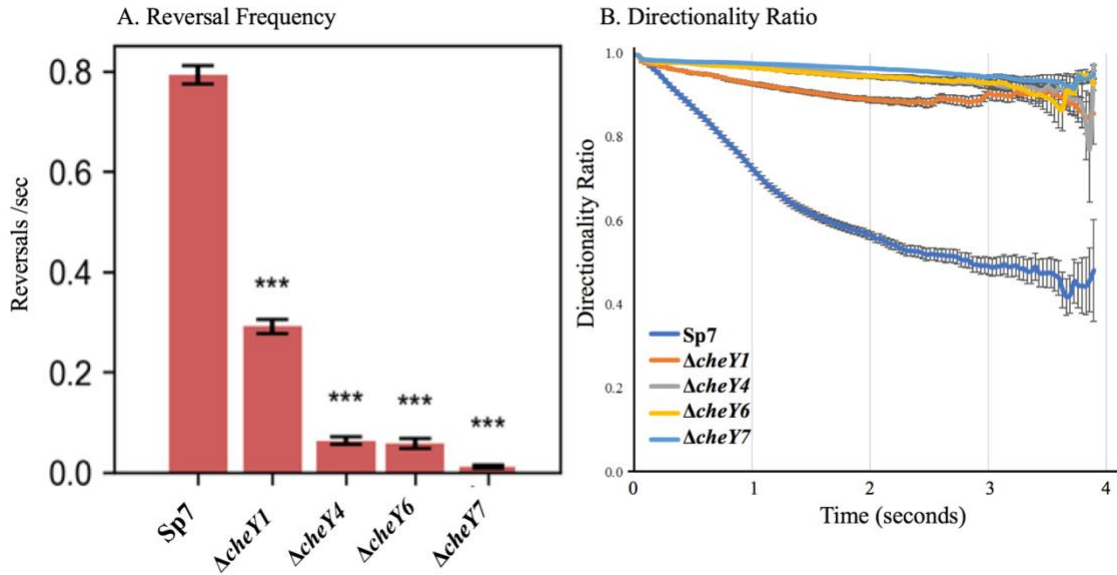 A. Reversal Frequency
Reversals /sec
0.8
0.6
0.4
0.2
0.0
***
***
***
***
Sp7
ΔcheY1
ΔcheY4
ΔcheY6
ΔcheY7
B. Directionality Ratio
Directionality Ratio
1.0
0.8
0.6
0.4
0.2
0.0
Sp7
ΔcheY1
ΔcheY4
ΔcheY6
ΔcheY7
0 1 2 3 4
Time (seconds)